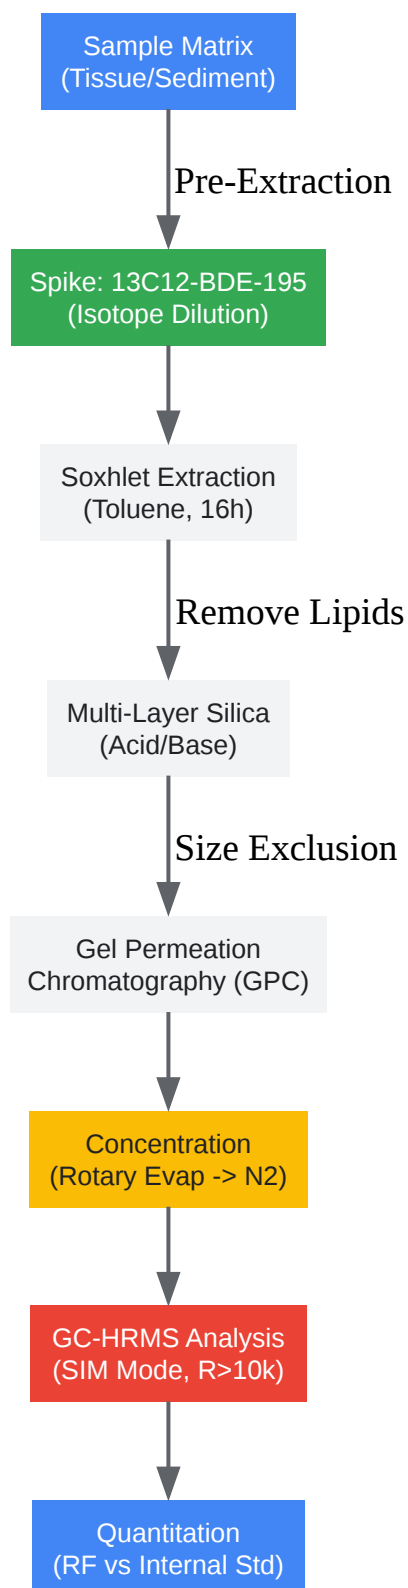 Sample Matrix
(Tissue/Sediment)
Pre-Extraction
Spike: 13C12-BDE-195
(Isotope Dilution)
Soxhlet Extraction
(Toluene, 16h)
Remove Lipids
Multi-Layer Silica
(Acid/Base)
Size Exclusion
Gel Permeation
Chromatography (GPC)
Concentration
(Rotary Evap -> N2)
GC-HRMS Analysis
(SIM Mode, R>10k)
Quantitation
(RF vs Internal Std)